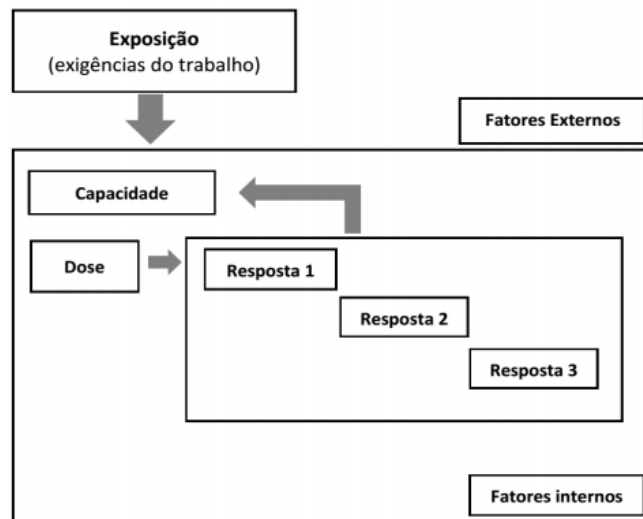 Exposição
(exigências do trabalho)
Fatores Externos
Capacidade
Dose
Resposta 1
Resposta 2
Resposta 3
Fatores internos